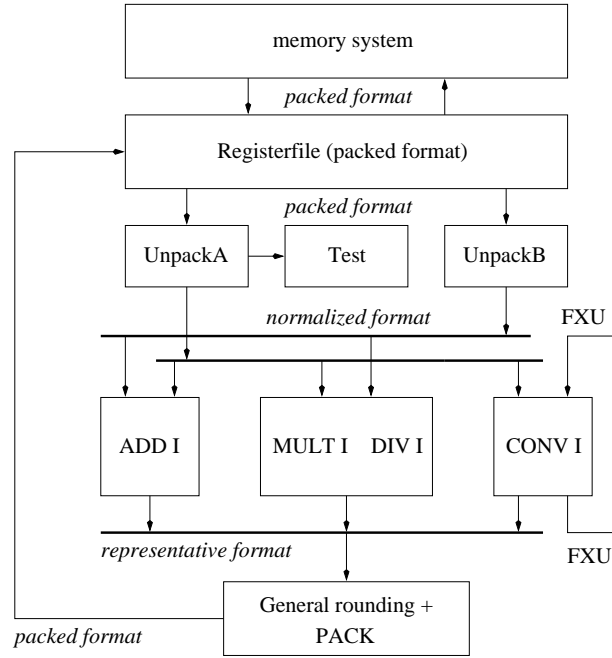 memory system
packed format
Registerfile (packed format)
packed format
UnpackA
Test
UnpackB
normalized format
FXU
ADD I
MULT I
DIV I
CONV I
representative format
FXU
General rounding +
PACK
packed format